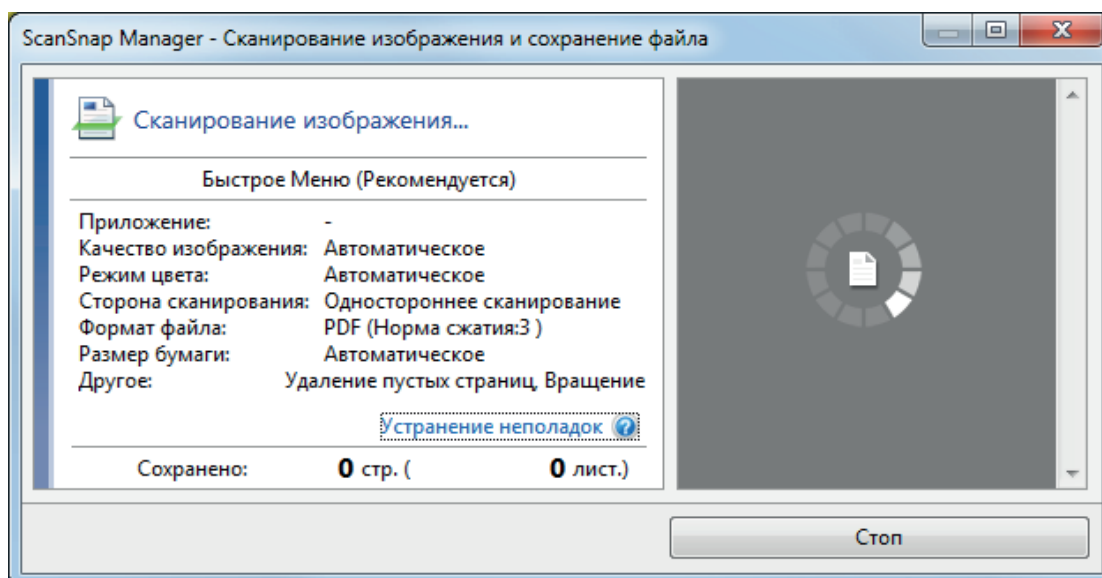 ScanSnap Manager - Сканирование изображения и сохранение файла
Сканирование изображения...
Быстрое Меню (Рекомендуется)
Приложение: -
Качество изображения: Автоматическое
Режим цвета: Автоматическое
Сторона сканирования: Одностороннее сканирование
Формат файла: PDF (Норма сжатия:3 )
Размер бумаги: Автоматическое
Другое: Удаление пустых страниц, Вращение
Устранение неполадок ?
Сохранено: 0 стр. ( 0 лист.)
Стоп